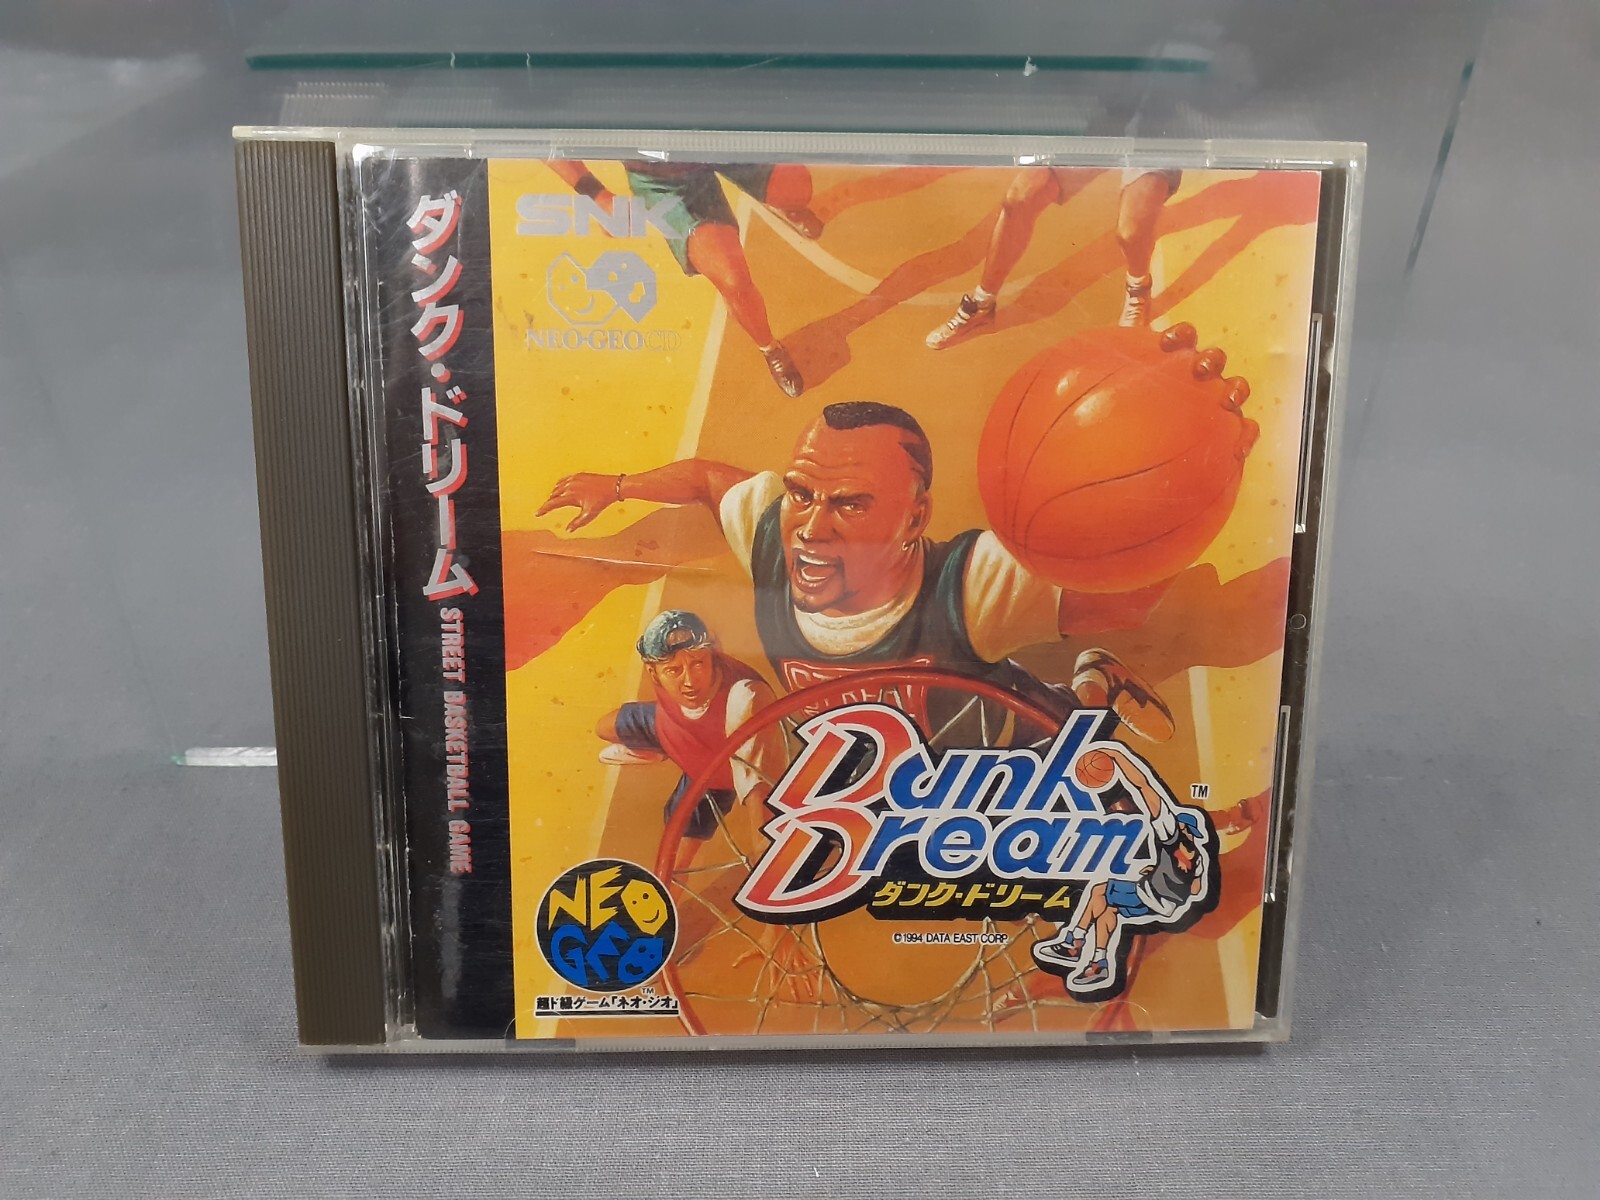 ダンク・ドリーム STREET BASKETBALL GAME
SNK
NEO・GEO CD
STREET
Dunk
Dream
TM
ダンク・ドリーム
©1994 DATA EAST CORP
NEO
GEO
TM
超ド級ゲーム「ネオ・ジオ」